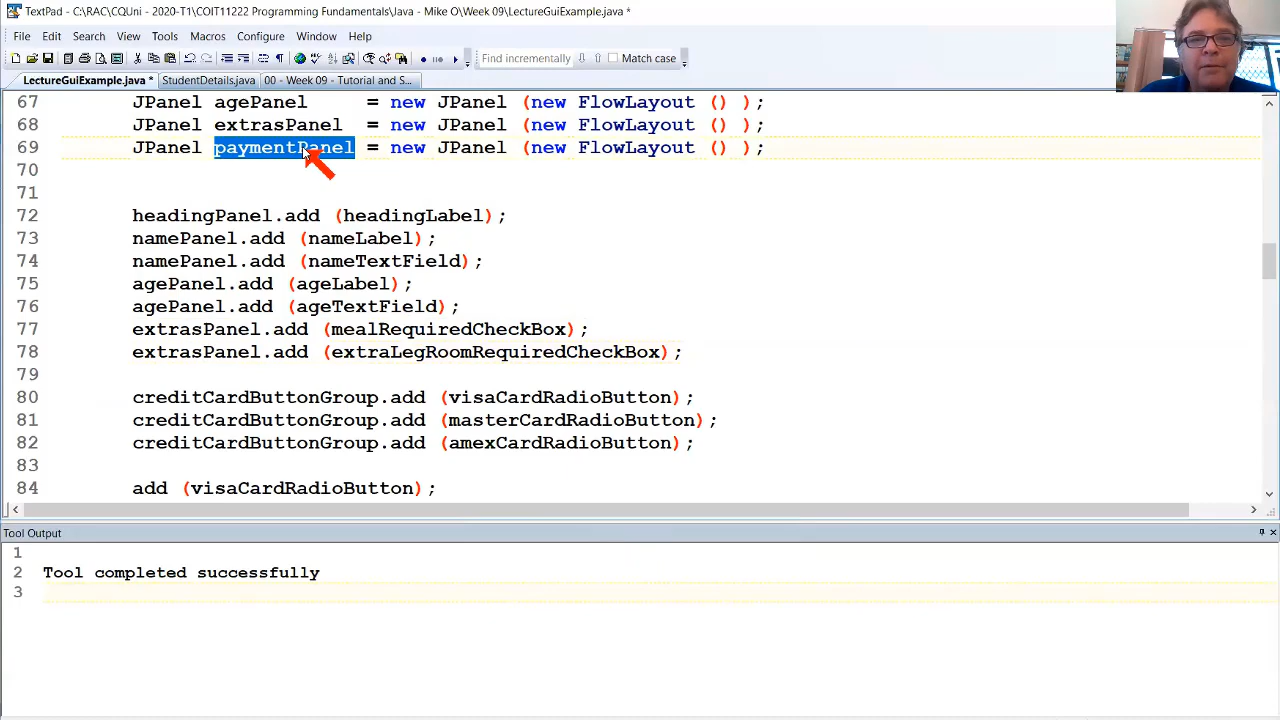 TextPad - C:\RAC\CQUni - 2020-T1\COIT11222 Programming Fundamentals\Java - Mike O\Week 09\LectureGuiExample.java *
File Edit Search View Tools Macros Configure Window Help
Find incrementally Match case
LectureGuiExample.java * StudentDetails.java 00 - Week 09 - Tutorial and S...
67 JPanel agePanel = new JPanel (new FlowLayout () );
68 JPanel extrasPanel = new JPanel (new FlowLayout () );
69 JPanel paymentPanel = new JPanel (new FlowLayout () );
70
71
72 headingPanel.add (headingLabel);
73 namePanel.add (nameLabel);
74 namePanel.add (nameTextField);
75 agePanel.add (ageLabel);
76 agePanel.add (ageTextField);
77 extrasPanel.add (mealRequiredCheckBox);
78 extrasPanel.add (extraLegRoomRequiredCheckBox);
79
80 creditCardButtonGroup.add (visaCardRadioButton);
81 creditCardButtonGroup.add (masterCardRadioButton);
82 creditCardButtonGroup.add (amexCardRadioButton);
83
84 add (visaCardRadioButton);
Tool Output
1
2 Tool completed successfully
3